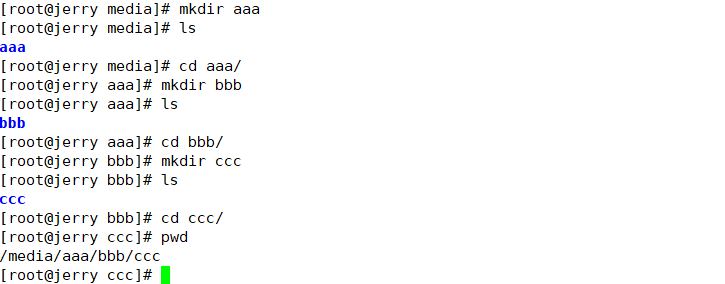 [root@jerry media]# mkdir aaa
[root@jerry media]# ls
aaa
[root@jerry media]# cd aaa/
[root@jerry aaa]# mkdir bbb
[root@jerry aaa]# ls
bbb
[root@jerry aaa]# cd bbb/
[root@jerry bbb]# mkdir ccc
[root@jerry bbb]# ls
ccc
[root@jerry bbb]# cd ccc/
[root@jerry ccc]# pwd
/media/aaa/bbb/ccc
[root@jerry ccc]#